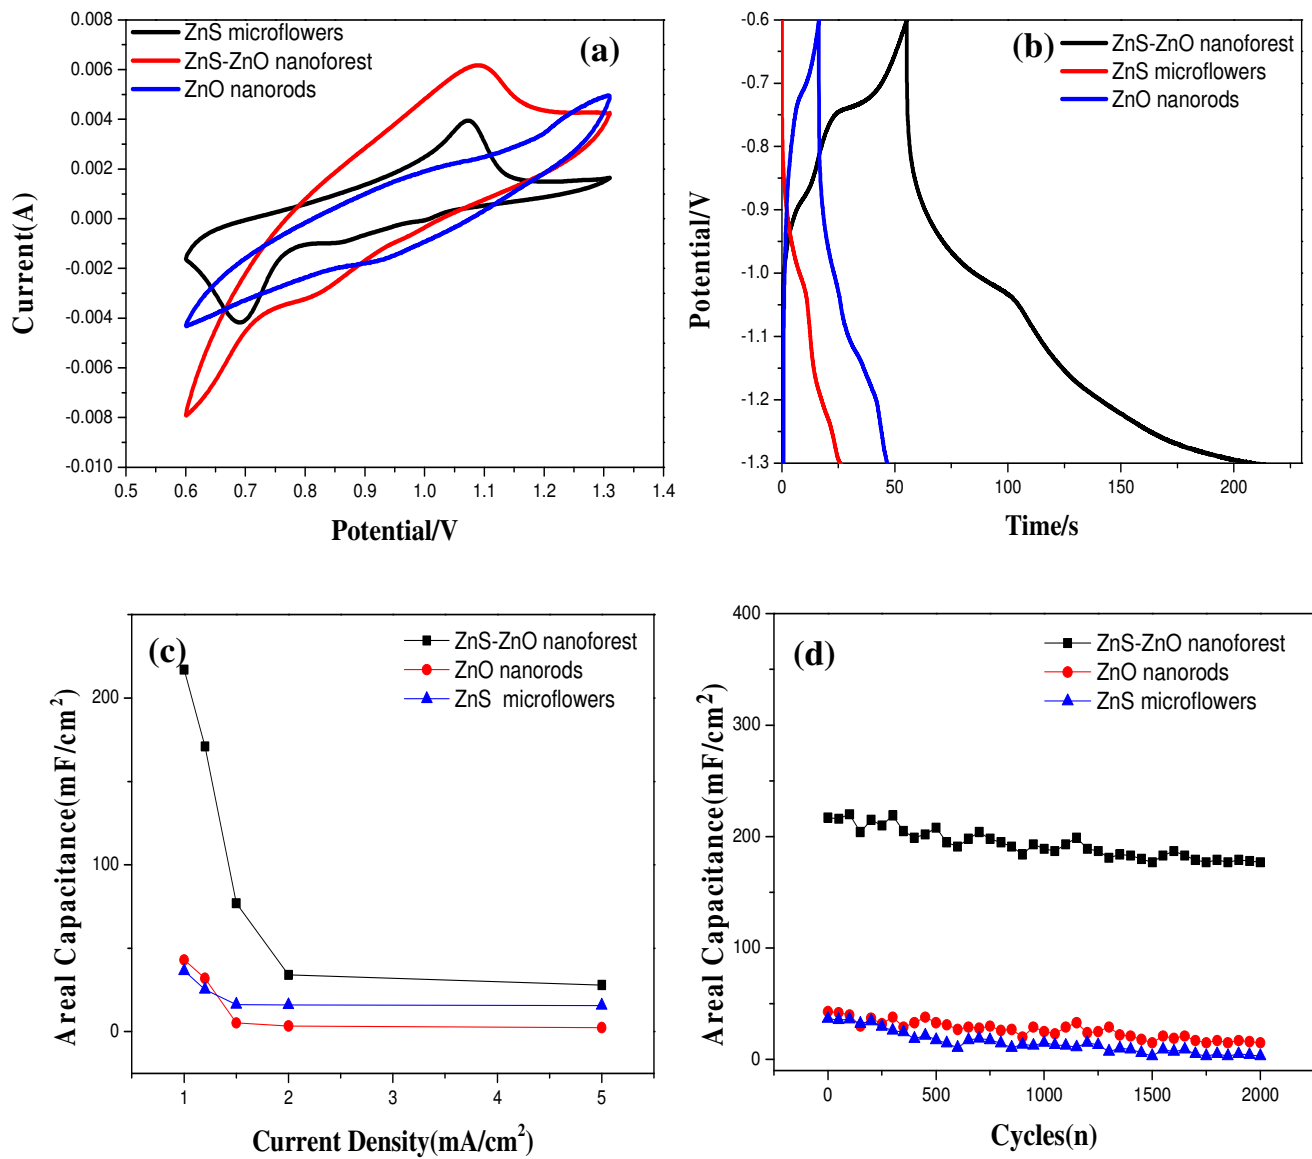 (a)
ZnS microflowers
ZnS-ZnO nanoforest
ZnO nanorods
0.008
0.006
0.004
0.002
0.000
-0.002
-0.004
-0.006
-0.008
-0.010
Current(A)
0.5 0.6 0.7 0.8 0.9 1.0 1.1 1.2 1.3 1.4
Potential/V
(b)
ZnS-ZnO nanoforest
ZnS microflowers
ZnO nanorods
-0.6
-0.7
-0.8
-0.9
-1.0
-1.1
-1.2
-1.3
Potential/V
0 50 100 150 200
Time/s
(c)
ZnS-ZnO nanoforest
ZnO nanorods
ZnS microflowers
200
100
0
Areal Capacitance(mF/cm²)
1 2 3 4 5
Current Density(mA/cm²)
(d)
ZnS-ZnO nanoforest
ZnO nanorods
ZnS microflowers
400
300
200
100
0
Areal Capacitance(mF/cm²)
0 500 1000 1500 2000
Cycles(n)